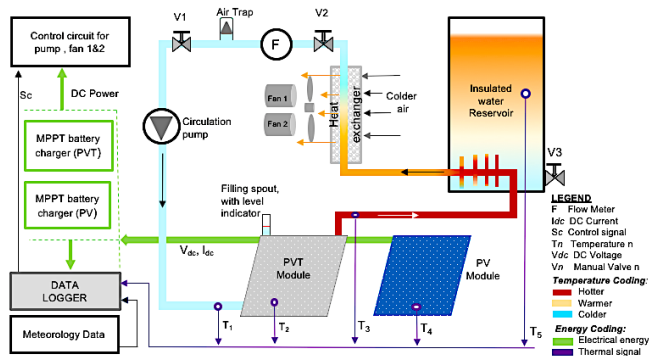 Control circuit for
pump , fan 1&2
Sc
DC Power
MPPT battery
charger (PVT)
MPPT battery
charger (PV)
DATA
LOGGER
Meteorology Data
V1
Air Trap
F
V2
Circulation
pump
Fan 1
Fan 2
Heat
exchanger
Colder
air
Filling spout,
with level
indicator
Vdc, Idc
PVT
Module
PV
Module
Insulated
water
Reservoir
V3
T1
T2
T3
T4
T5
LEGEND
F Flow Meter
Idc DC Current
Sc Control signal
Tn Temperature n
Vdc DC Voltage
Vn Manual Valve n
Temperature Coding:
Hotter
Warmer
Colder
Energy Coding:
Electrical energy
Thermal signal